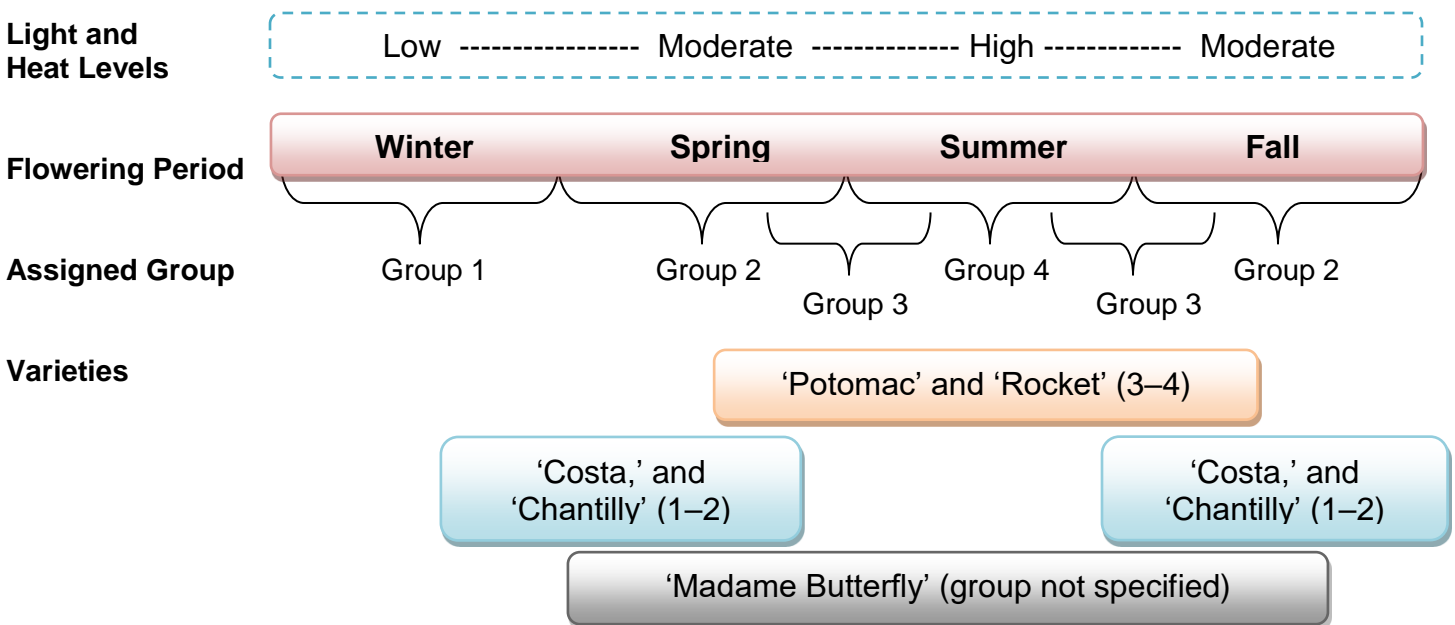 Light and
Heat Levels
Low ---------------- Moderate ------------- High ------------ Moderate
Flowering Period
Winter Spring Summer Fall
Assigned Group
Group 1 Group 2 Group 4 Group 2
Group 3 Group 3
Varieties
‘Potomac’ and ‘Rocket’ (3–4)
‘Costa,’ and
‘Chantilly’ (1–2)
‘Costa,’ and
‘Chantilly’ (1–2)
‘Madame Butterfly’ (group not specified)